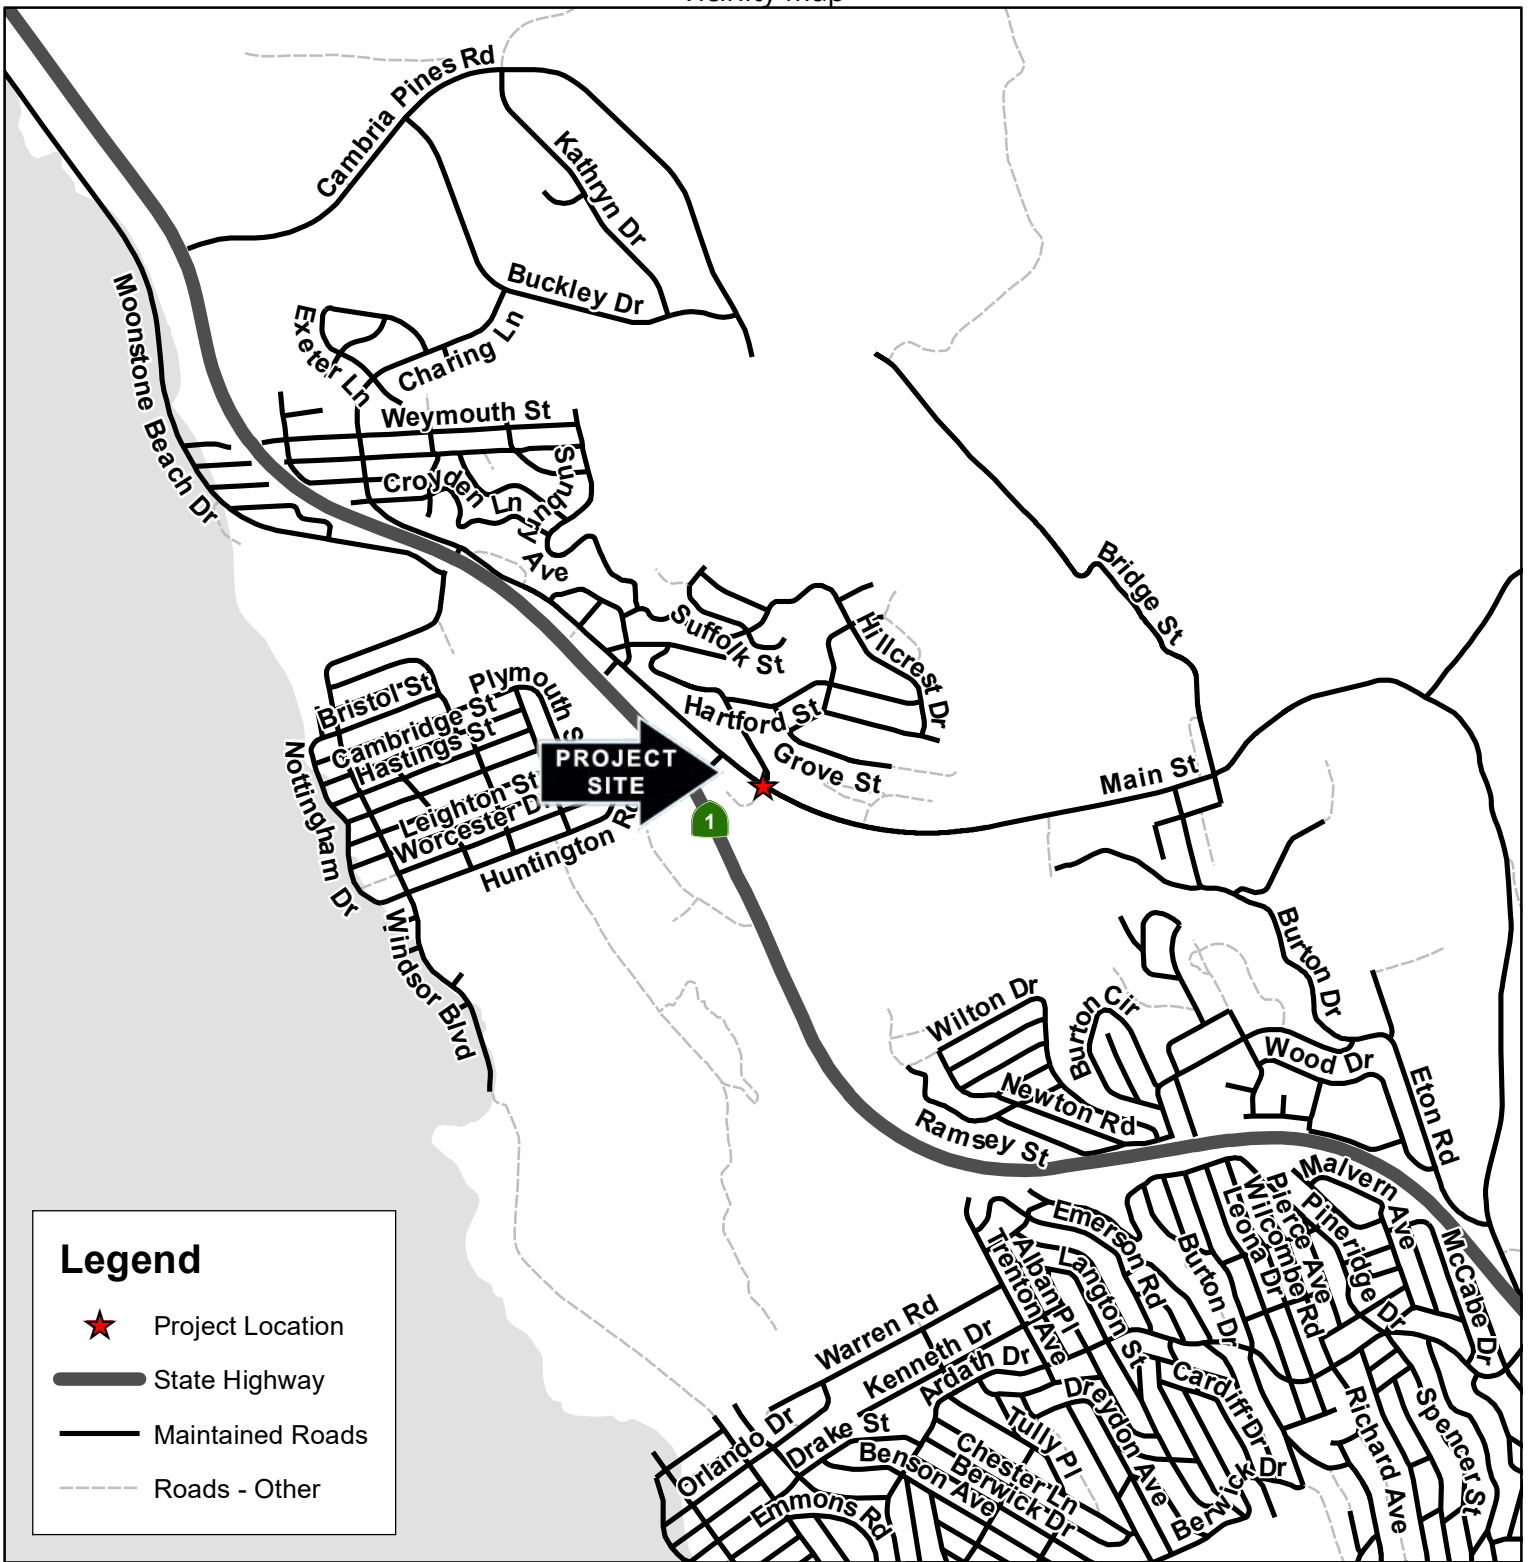 Vicinity Map
Cambria Pines Rd
Kathryn Dr
Buckley Dr
Moonstone Beach Dr
Exeter Ln
Charing Ln
Weymouth St
Croyden Ln
Sunbury Ave
Bridge St
Suffolk St
Hillcrest Dr
Plymouth St
Bristol St
Cambridge St
Hastings St
Hartford St
Grove St
Main St
PROJECT
SITE
1
Nottingham Dr
Leighton St
Worcester Dr
Huntington Rd
Windsor Blvd
Burton Dr
Wilton Dr
Burton Cir
Wood Dr
Newton Rd
Ramsey St
Eton Rd
Malvern Ave
Pierce Ave
Wilcombe Rd
Leona Dr
Pineridge Dr
McCabe Dr
Emerson Rd
Burton Dr
Langton St
Alban Pl
Trenton Ave
Warren Rd
Kenneth Dr
Ardath Dr
Cardiff Dr
Dreydon Ave
Tully Pl
Richard Ave
Spencer St
Orlando Dr
Drake St
Benson Ave
Chester Ln
Berwick Dr
Berwick Dr
Emmons Rd
Legend
Project Location
State Highway
Maintained Roads
Roads - Other